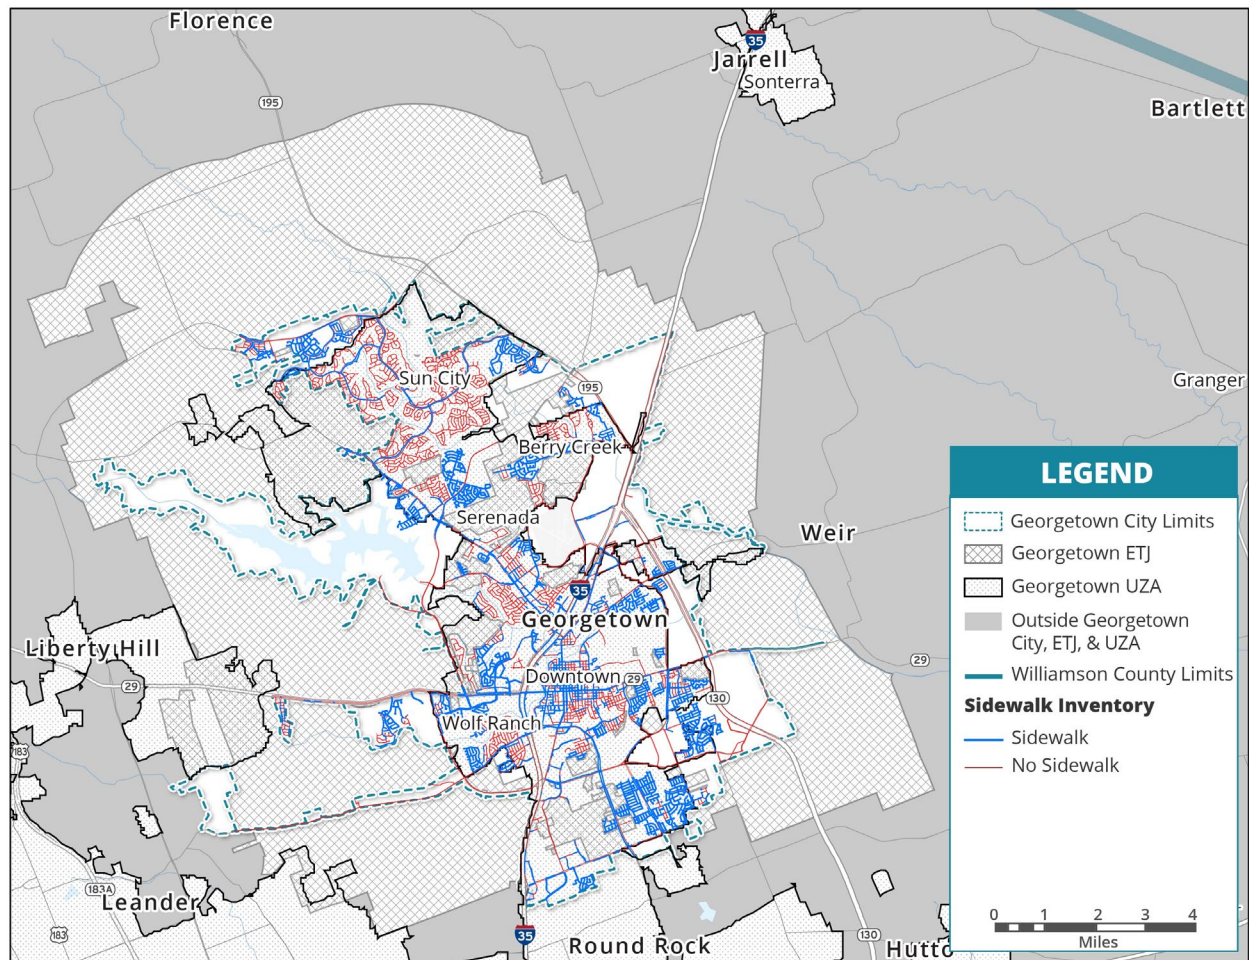 Florence
35
Jarrell
Sonterra
195
Bartlett
Sun City
195
Granger
Berry Creek
LEGEND
Georgetown City Limits
Georgetown ETJ
Georgetown UZA
Outside Georgetown
City, ETJ, & UZA
Williamson County Limits
Sidewalk Inventory
Sidewalk
No Sidewalk
0 1 2 3 4
Miles
Serenada
Weir
35
Georgetown
Liberty Hill
29
29
Downtown 29
130
Wolf Ranch
183
183A
Leander
183
35
Round Rock
130
Hutto